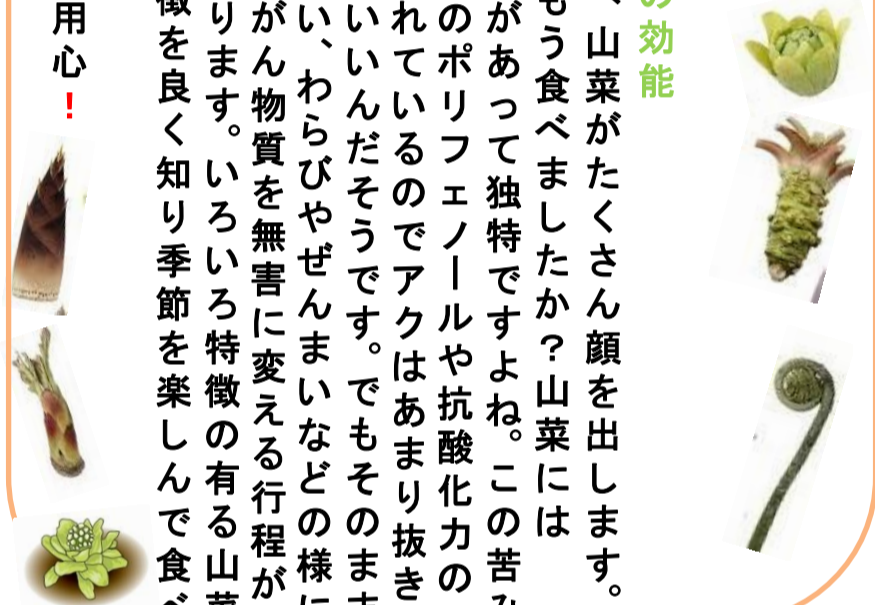 の効能
、山菜がたくさん顔を出します。
もう食べましたか？山菜には
があって独特ですよね。この苦み
のポリフェノールや抗酸化力の
れているのでアクはあまり抜き
いいんだそうです。でもそのまま
い、わらびやぜんまいなどの様に
がん物質を無害に変える行程が
ります。いろいろ特徴の有る山菜
徴を良く知り季節を楽しんで食べ
用心！